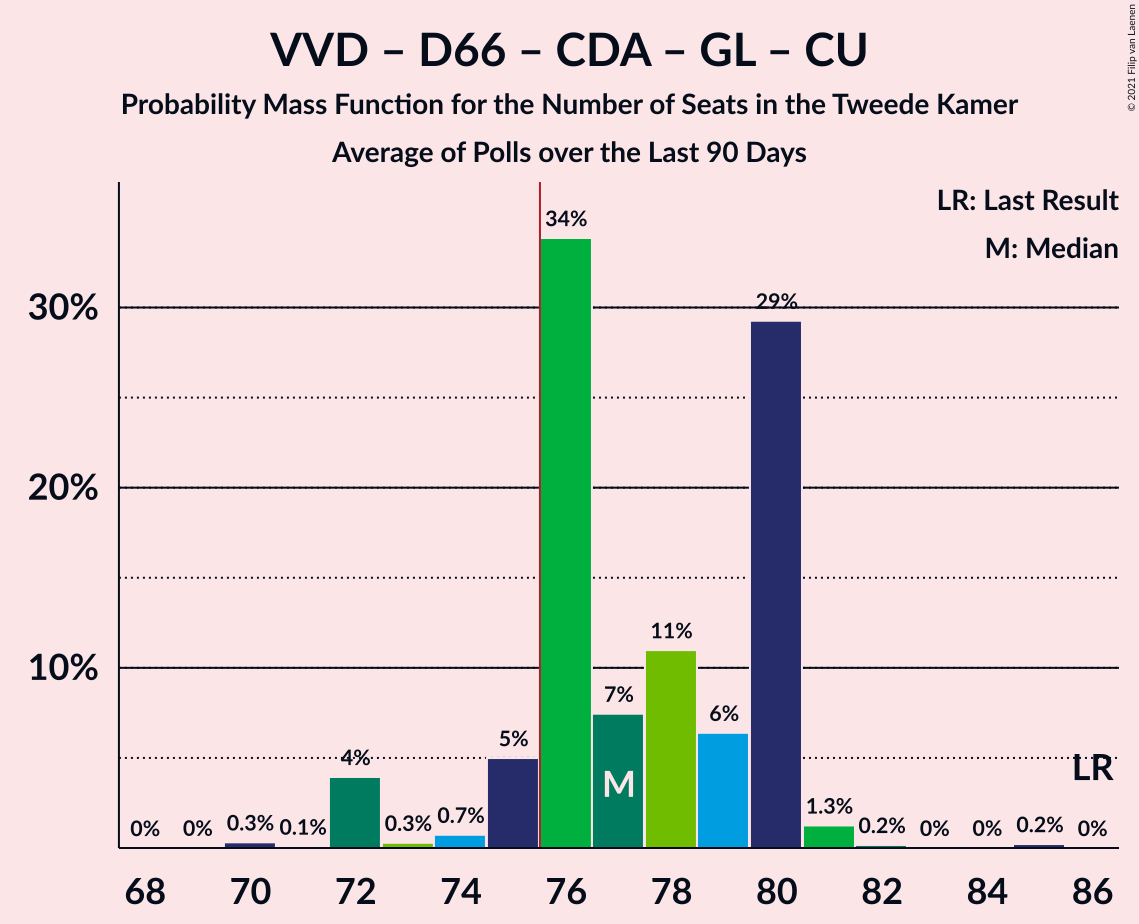 VVD – D66 – CDA – GL – CU
Probability Mass Function for the Number of Seats in the Tweede Kamer
Average of Polls over the Last 90 Days
© 2021 Filip van Laenen
LR: Last Result
M: Median
34%
30%
29%
20%
11%
10%
7%
6%
5%
4%
M
LR
1.3%
0% 0% 0.3% 0.1% 0.3% 0.7% 0.2% 0% 0% 0.2% 0%
68 70 72 74 76 78 80 82 84 86